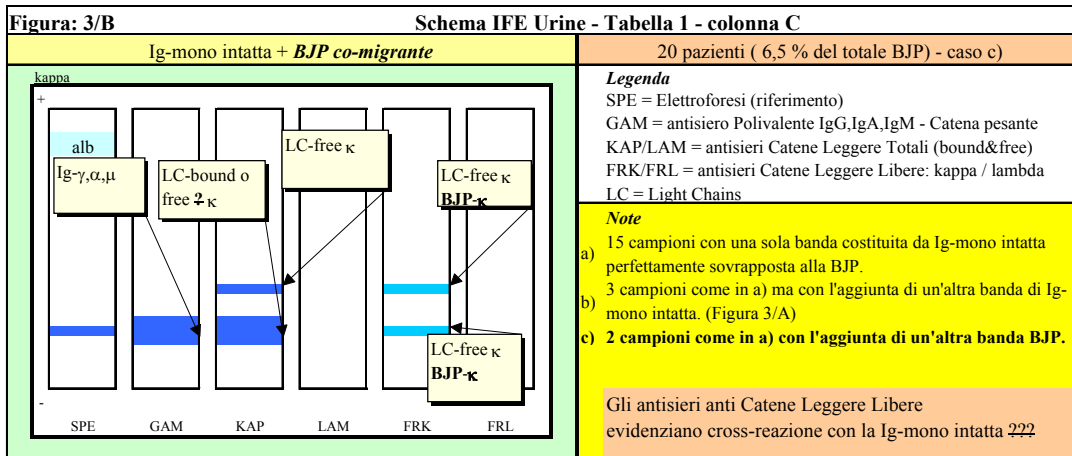 Figura: 3/B Schema IFE Urine - Tabella 1 - colonna C
Ig-mono intatta + BJP co-migrante
20 pazienti ( 6,5 % del totale BJP) - caso c)
kappa
+
alb
Ig-γ,α,μ
LC-bound o
free ? κ
LC-free κ
LC-free κ
BJP-κ
LC-free κ
BJP-κ
-
SPE GAM KAP LAM FRK FRL
Legenda
SPE = Elettroforesi (riferimento)
GAM = antisiero Polivalente IgG,IgA,IgM - Catena pesante
KAP/LAM = antisieri Catene Leggere Totali (bound&free)
FRK/FRL = antisieri Catene Leggere Libere: kappa / lambda
LC = Light Chains
Note
a) 15 campioni con una sola banda costituita da Ig-mono intatta
perfettamente sovrapposta alla BJP.
b) 3 campioni come in a) ma con l'aggiunta di un'altra banda di Ig-
mono intatta. (Figura 3/A)
c) 2 campioni come in a) con l'aggiunta di un'altra banda BJP.
Gli antisieri anti Catene Leggere Libere
evidenziano cross-reazione con la Ig-mono intatta ???